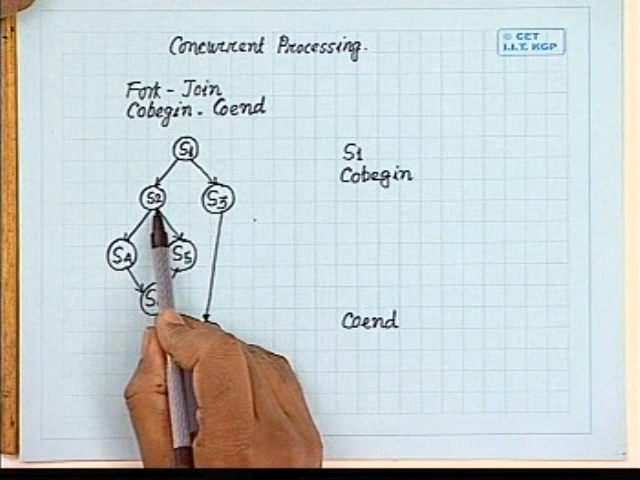 © CET
I.I.T. KGP
Concurrent Processing.
Fork - Join
Cobegin - Coend
S1
S1
Cobegin
S2
S3
S4
S5
Coend